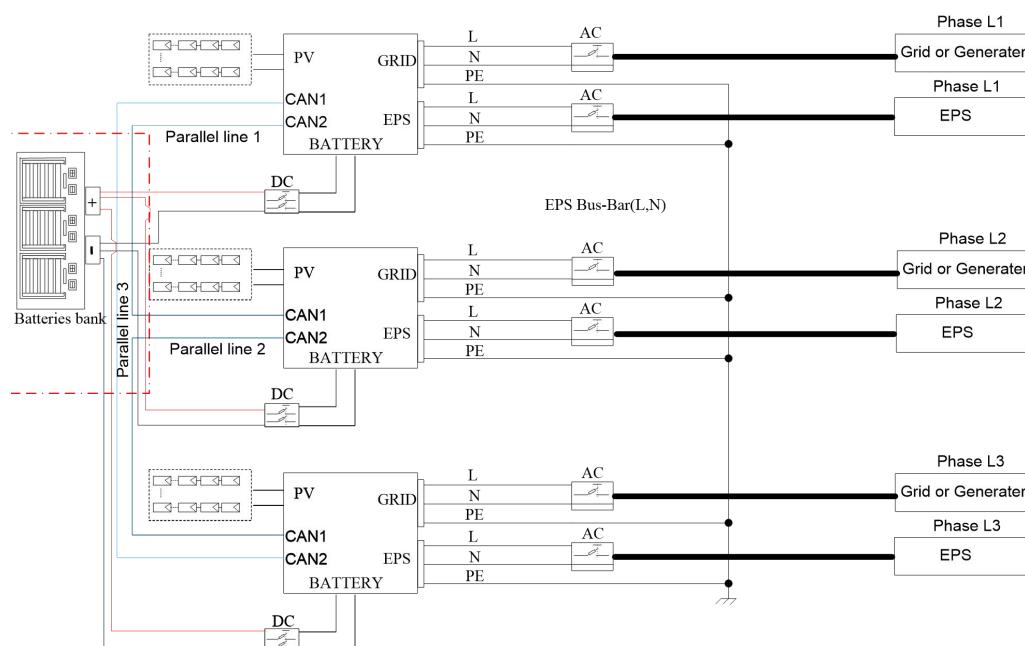 Phase L1
L
AC
Grid or Generater
PV
GRID
N
PE
Phase L1
CAN1
L
AC
EPS
CAN2
EPS
N
Parallel line 1
BATTERY
PE
DC
+
EPS Bus-Bar(L,N)
-
Phase L2
L
AC
Grid or Generater
PV
GRID
N
PE
Phase L2
Batteries bank
CAN1
L
AC
EPS
Parallel line 3
CAN2
EPS
N
Parallel line 2
BATTERY
PE
DC
Phase L3
L
AC
Grid or Generater
PV
GRID
N
PE
Phase L3
CAN1
L
AC
EPS
CAN2
EPS
N
BATTERY
PE
DC